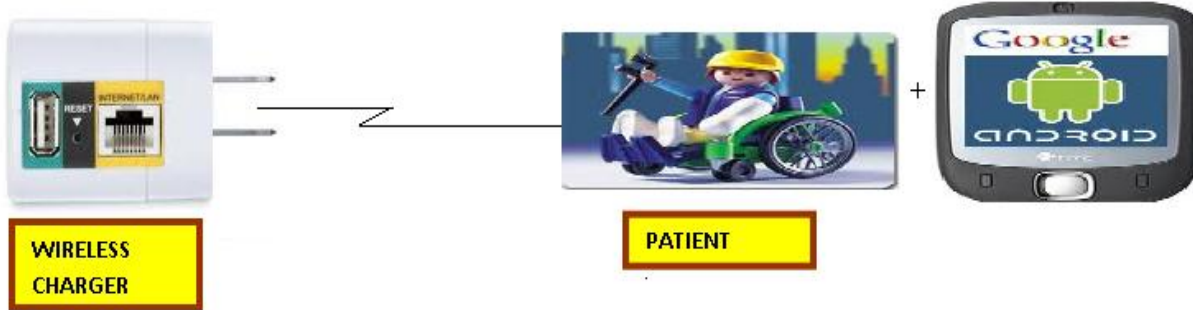 INTERNET/LAN
RESET
+
Google
ANDROID
WIRELESS
CHARGER
PATIENT